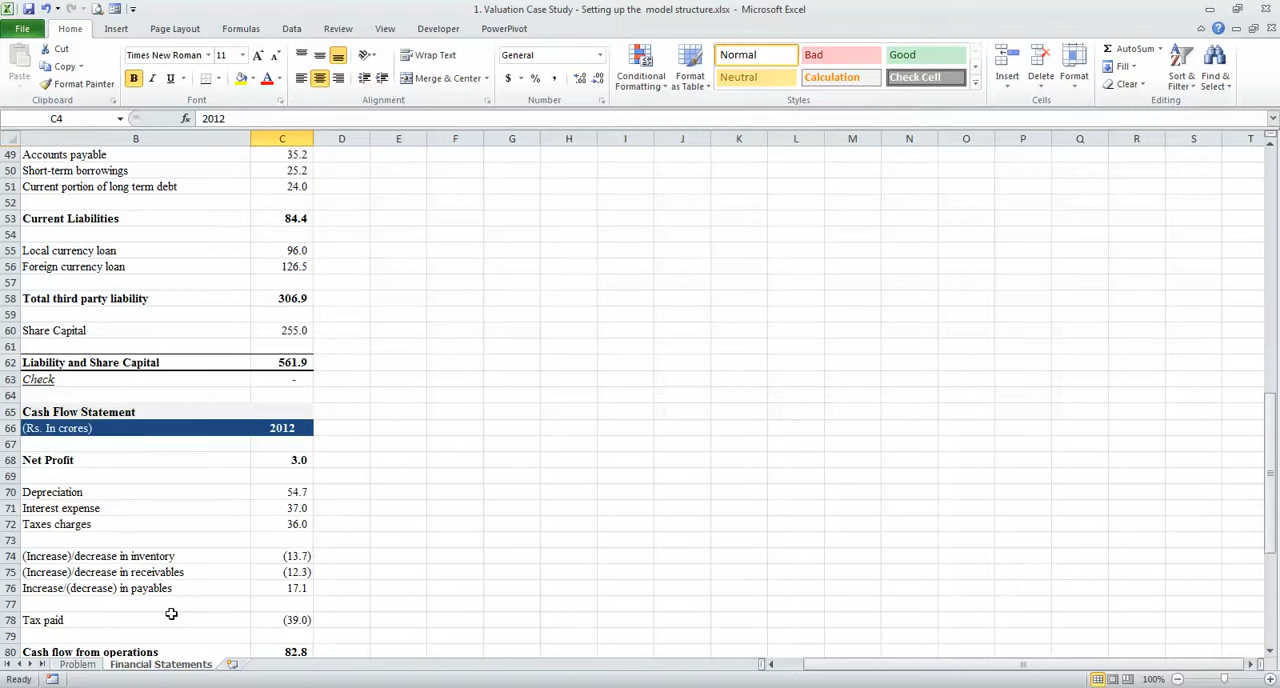 1. Valuation Case Study - Setting up the model structure.xlsx - Microsoft Excel
File Home Insert Page Layout Formulas Data Review View Developer PowerPivot
Paste
Cut
Copy
Format Painter
Clipboard
Times New Roman 11
B I U
Font
Wrap Text
Merge & Center
Alignment
General
$ % ,
Number
Conditional Formatting
Format as Table
Normal Bad Good
Neutral Calculation Check Cell
Styles
Insert Delete Format
Cells
AutoSum
Fill
Clear
Sort & Filter
Find & Select
Editing
C4 fx 2012
B C D E F G H I J K L M N O P Q R S T
49 Accounts payable 35.2
50 Short-term borrowings 25.2
51 Current portion of long term debt 24.0
52
53 Current Liabilities 84.4
54
55 Local currency loan 96.0
56 Foreign currency loan 126.5
57
58 Total third party liability 306.9
59
60 Share Capital 255.0
61
62 Liability and Share Capital 561.9
63 Check -
64
65 Cash Flow Statement
66 (Rs. In crores) 2012
67
68 Net Profit 3.0
69
70 Depreciation 54.7
71 Interest expense 37.0
72 Taxes charges 36.0
73
74 (Increase)/decrease in inventory (13.7)
75 (Increase)/decrease in receivables (12.3)
76 Increase/(decrease) in payables 17.1
77
78 Tax paid (39.0)
79
80 Cash flow from operations 82.8
Problem Financial Statements
Ready 100%